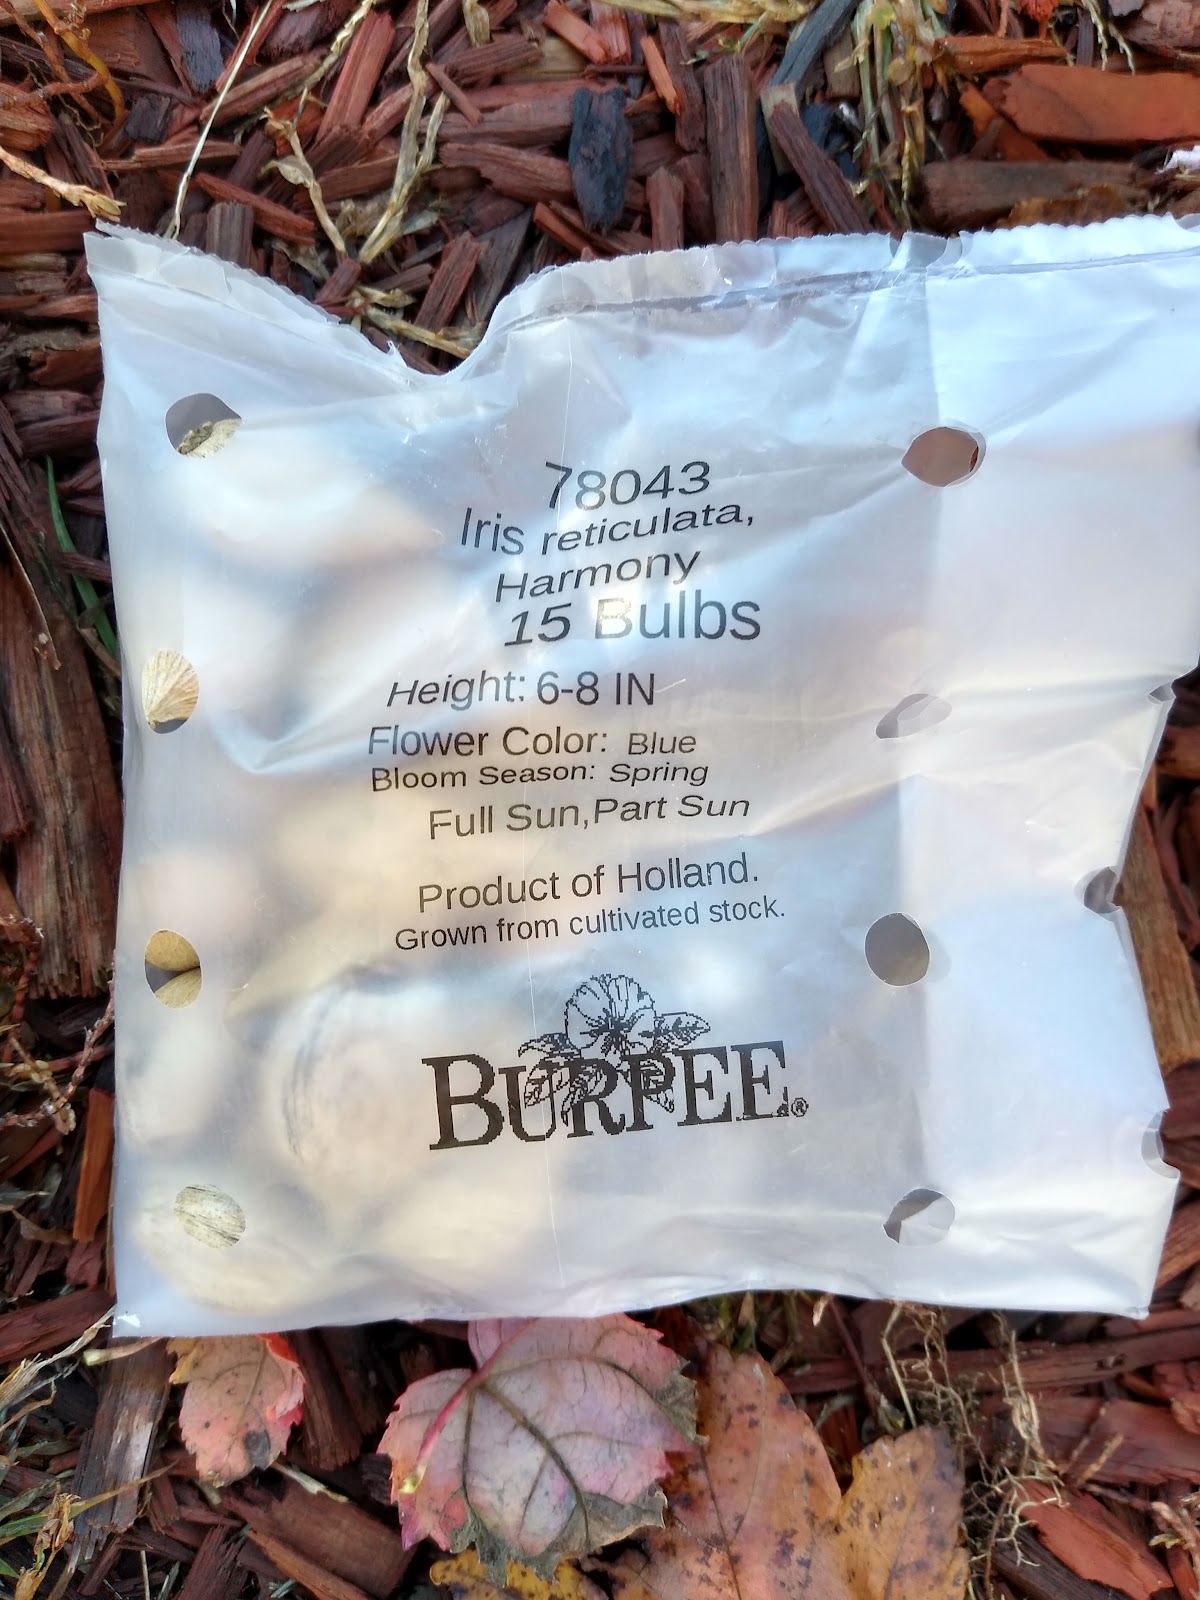 78043
Iris reticulata,
Harmony
15 Bulbs
Height: 6-8 IN
Flower Color: Blue
Bloom Season: Spring
Full Sun,Part Sun
Product of Holland.
Grown from cultivated stock.
BURPEE®